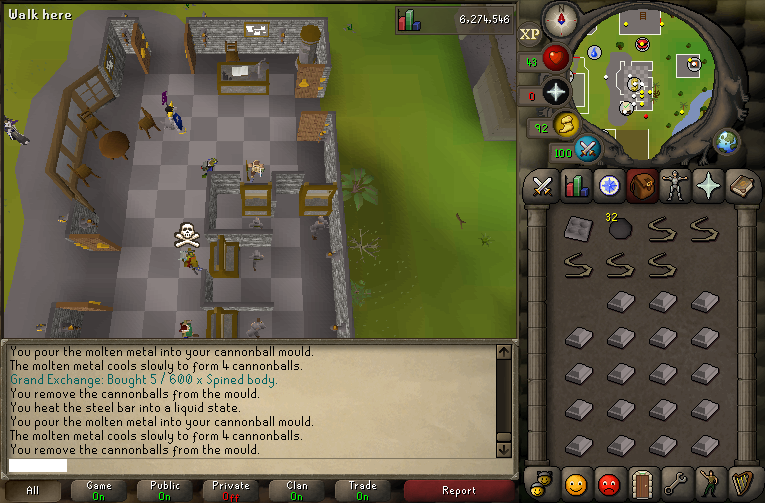 Walk here
6,274,546
XP
43
0
92
100
32
You pour the molten metal into your cannonball mould.
The molten metal cools slowly to form 4 cannonballs.
Grand Exchange: Bought 5 / 600 x Spined body.
You remove the cannonballs from the mould.
You heat the steel bar into a liquid state.
You pour the molten metal into your cannonball mould.
The molten metal cools slowly to form 4 cannonballs.
You remove the cannonballs from the mould.
All
Game
On
Public
On
Private
Off
Clan
On
Trade
On
Report